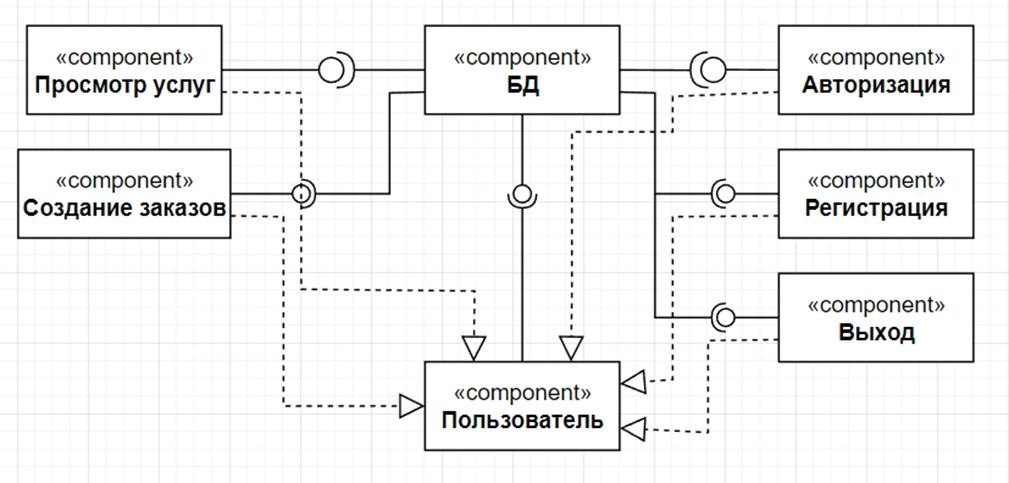 «component»
Просмотр услуг
«component»
БД
«component»
Авторизация
«component»
Создание заказов
«component»
Регистрация
«component»
Выход
«component»
Пользователь